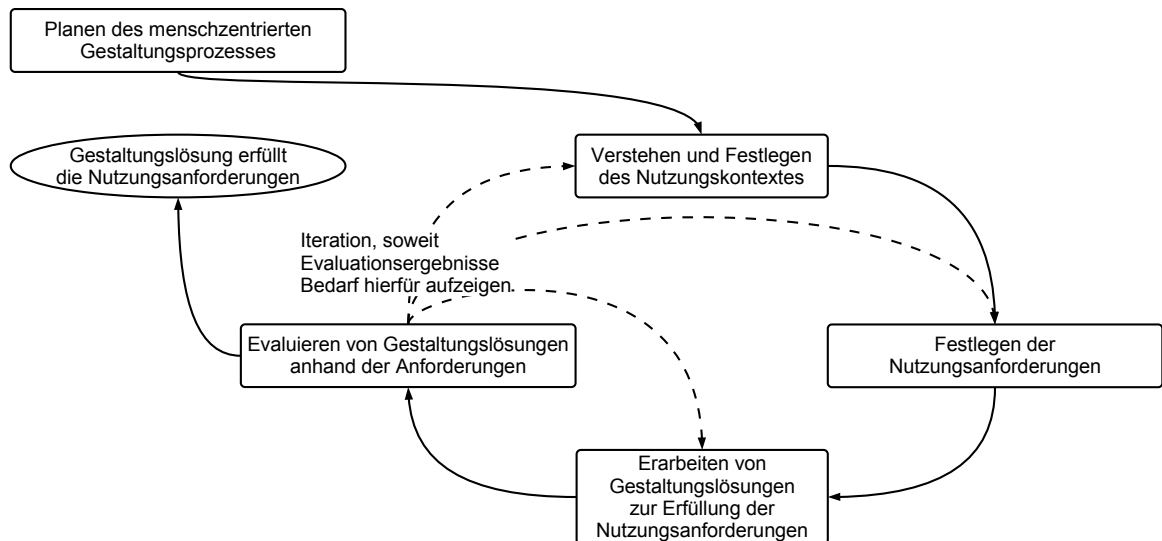 Planen des menschzentrierten
Gestaltungsprozesses
Gestaltungslösung erfüllt
die Nutzungsanforderungen
Verstehen und Festlegen
des Nutzungskontextes
Iteration, soweit
Evaluationsergebnisse
Bedarf hierfür aufzeigen.
Evaluieren von Gestaltungslösungen
anhand der Anforderungen
Festlegen der
Nutzungsanforderungen
Erarbeiten von
Gestaltungslösungen
zur Erfüllung der
Nutzungsanforderungen